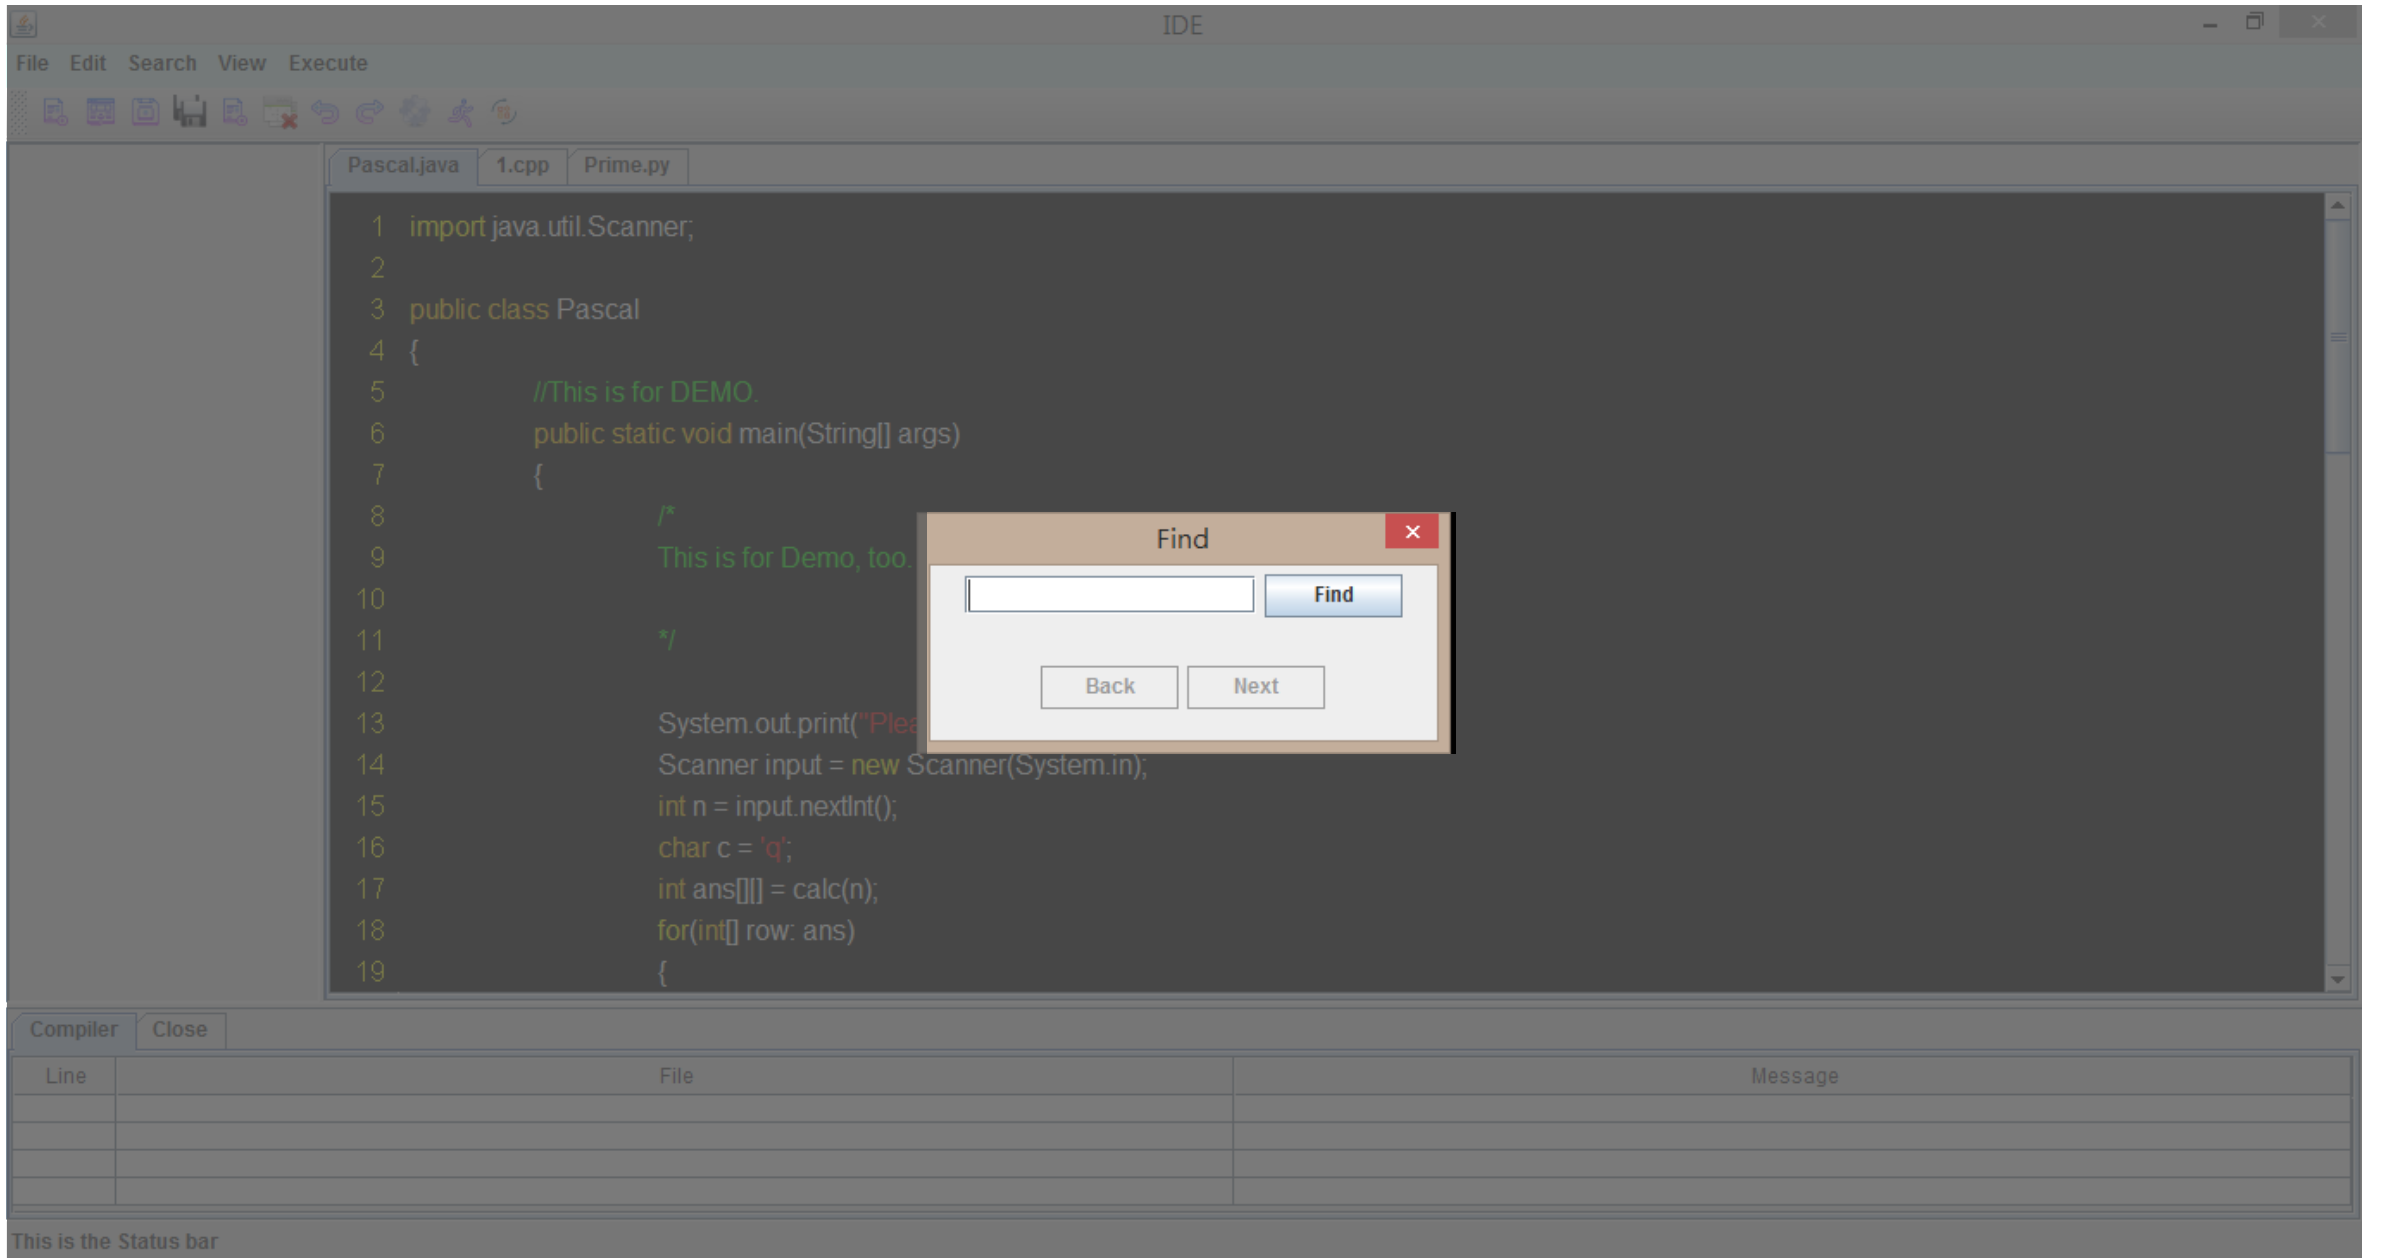 IDE
File Edit Search View Execute
Pascal.java 1.cpp Prime.py
1 import java.util.Scanner;
2
3 public class Pascal
4 {
5 //This is for DEMO.
6 public static void main(String[] args)
7 {
8 /*
9 This is for Demo, too.
10
11 */
12
13 System.out.print("Plea
14 Scanner input = new Scanner(System.in);
15 int n = input.nextInt();
16 char c = 'q';
17 int ans[][] = calc(n);
18 for(int[] row: ans)
19 {
Find
Find
Back Next
Compiler Close
Line File Message
This is the Status bar